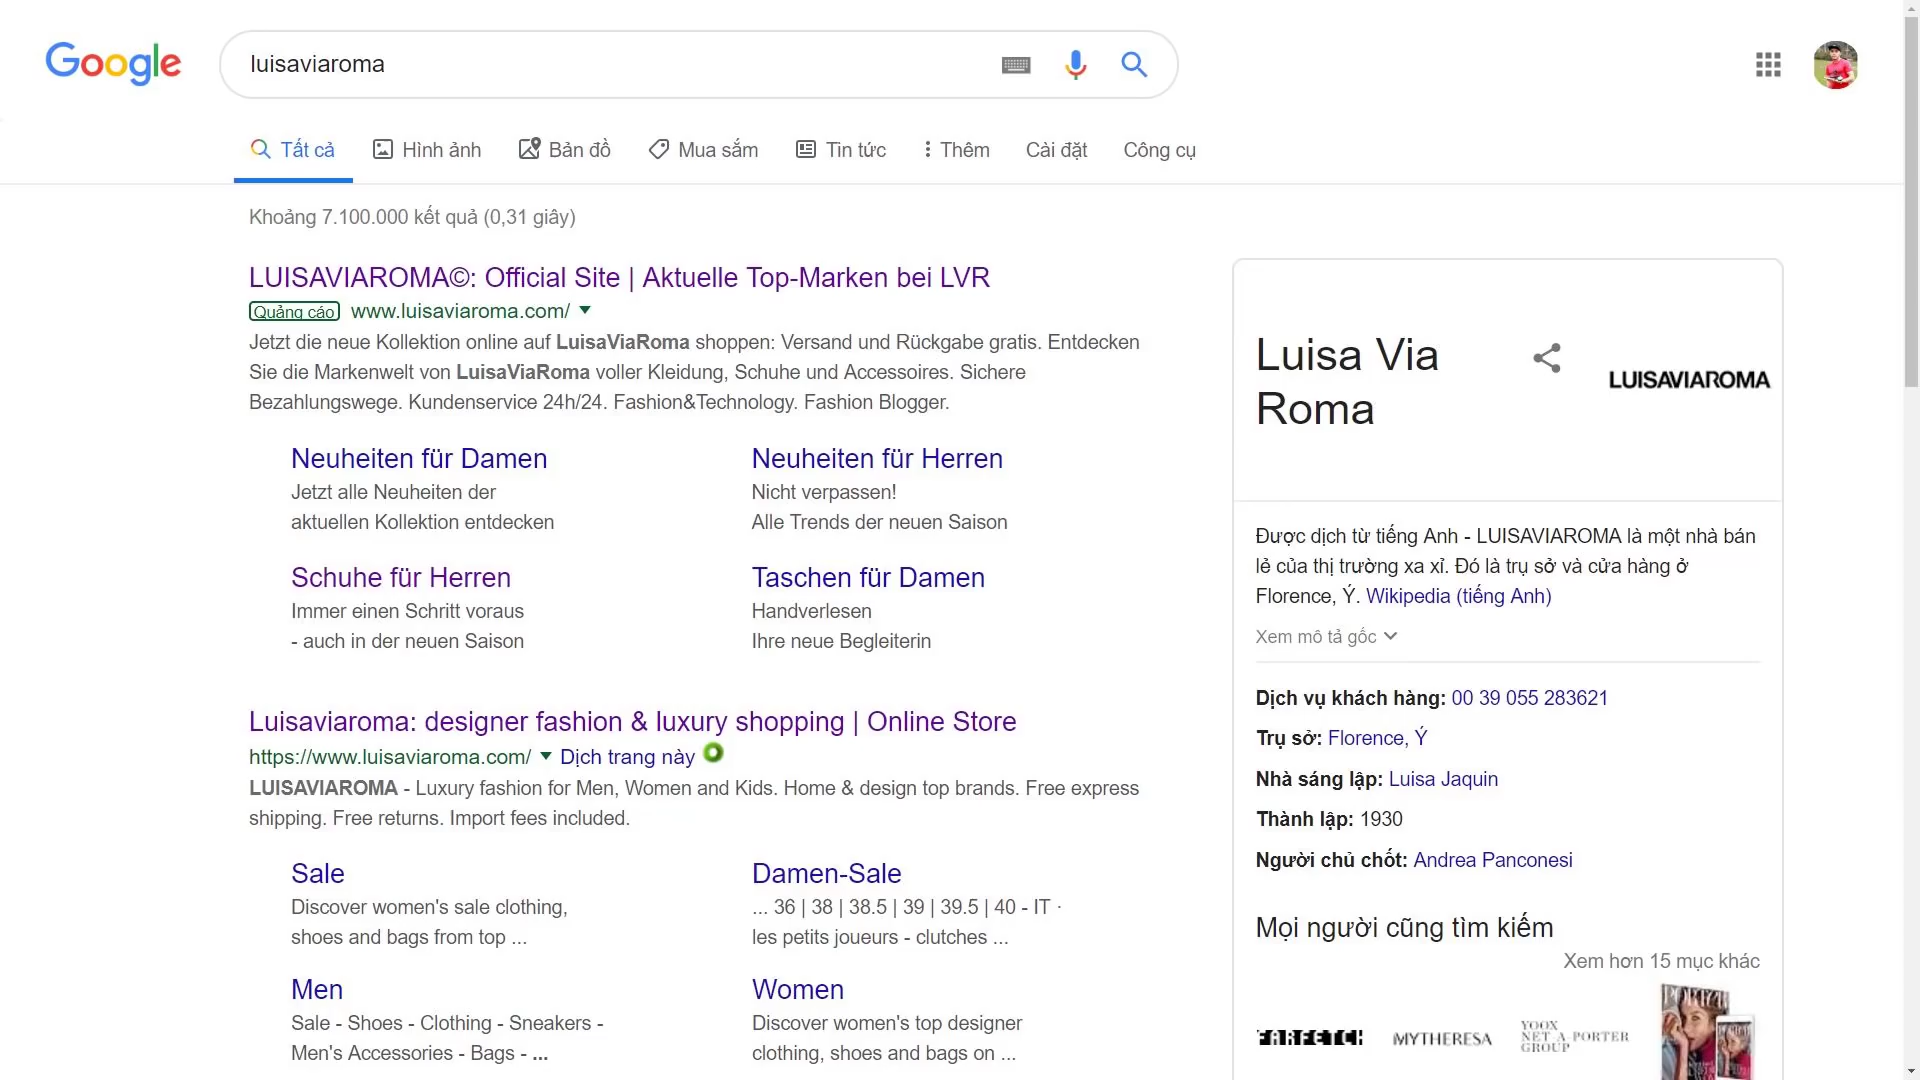 Google
luisaviaroma
Tất cả
Hình ảnh
Bản đồ
Mua sắm
Tin tức
Thêm
Cài đặt
Công cụ
Khoảng 7.100.000 kết quả (0,31 giây)
LUISAVIAROMA©: Official Site | Aktuelle Top-Marken bei LVR
Quảng cáo www.luisaviaroma.com/
Jetzt die neue Kollektion online auf LuisaViaRoma shoppen: Versand und Rückgabe gratis. Entdecken
Sie die Markenwelt von LuisaViaRoma voller Kleidung, Schuhe und Accessoires. Sichere
Bezahlungswege. Kundenservice 24h/24. Fashion&Technology. Fashion Blogger.
Neuheiten für Damen
Jetzt alle Neuheiten der
aktuellen Kollektion entdecken
Neuheiten für Herren
Nicht verpassen!
Alle Trends der neuen Saison
Schuhe für Herren
Immer einen Schritt voraus
- auch in der neuen Saison
Taschen für Damen
Handverlesen
Ihre neue Begleiterin
Luisaviaroma: designer fashion & luxury shopping | Online Store
https://www.luisaviaroma.com/ Dịch trang này
LUISAVIAROMA - Luxury fashion for Men, Women and Kids. Home & design top brands. Free express
shipping. Free returns. Import fees included.
Sale
Discover women's sale clothing,
shoes and bags from top ...
Damen-Sale
... 36 | 38 | 38.5 | 39 | 39.5 | 40 - IT ·
les petits joueurs - clutches ...
Men
Sale - Shoes - Clothing - Sneakers -
Men's Accessories - Bags - ...
Women
Discover women's top designer
clothing, shoes and bags on ...
Luisa Via
Roma
LUISAVIAROMA
Được dịch từ tiếng Anh - LUISAVIAROMA là một nhà bán
lẻ của thị trường xa xỉ. Đó là trụ sở và cửa hàng ở
Florence, Ý. Wikipedia (tiếng Anh)
Xem mô tả gốc
Dịch vụ khách hàng: 00 39 055 283621
Trụ sở: Florence, Ý
Nhà sáng lập: Luisa Jaquin
Thành lập: 1930
Người chủ chốt: Andrea Panconesi
Mọi người cũng tìm kiếm
Xem hơn 15 mục khác
FARFETCH
MYTHERESA
YOOX
NET A PORTER
GROUP
PORTER